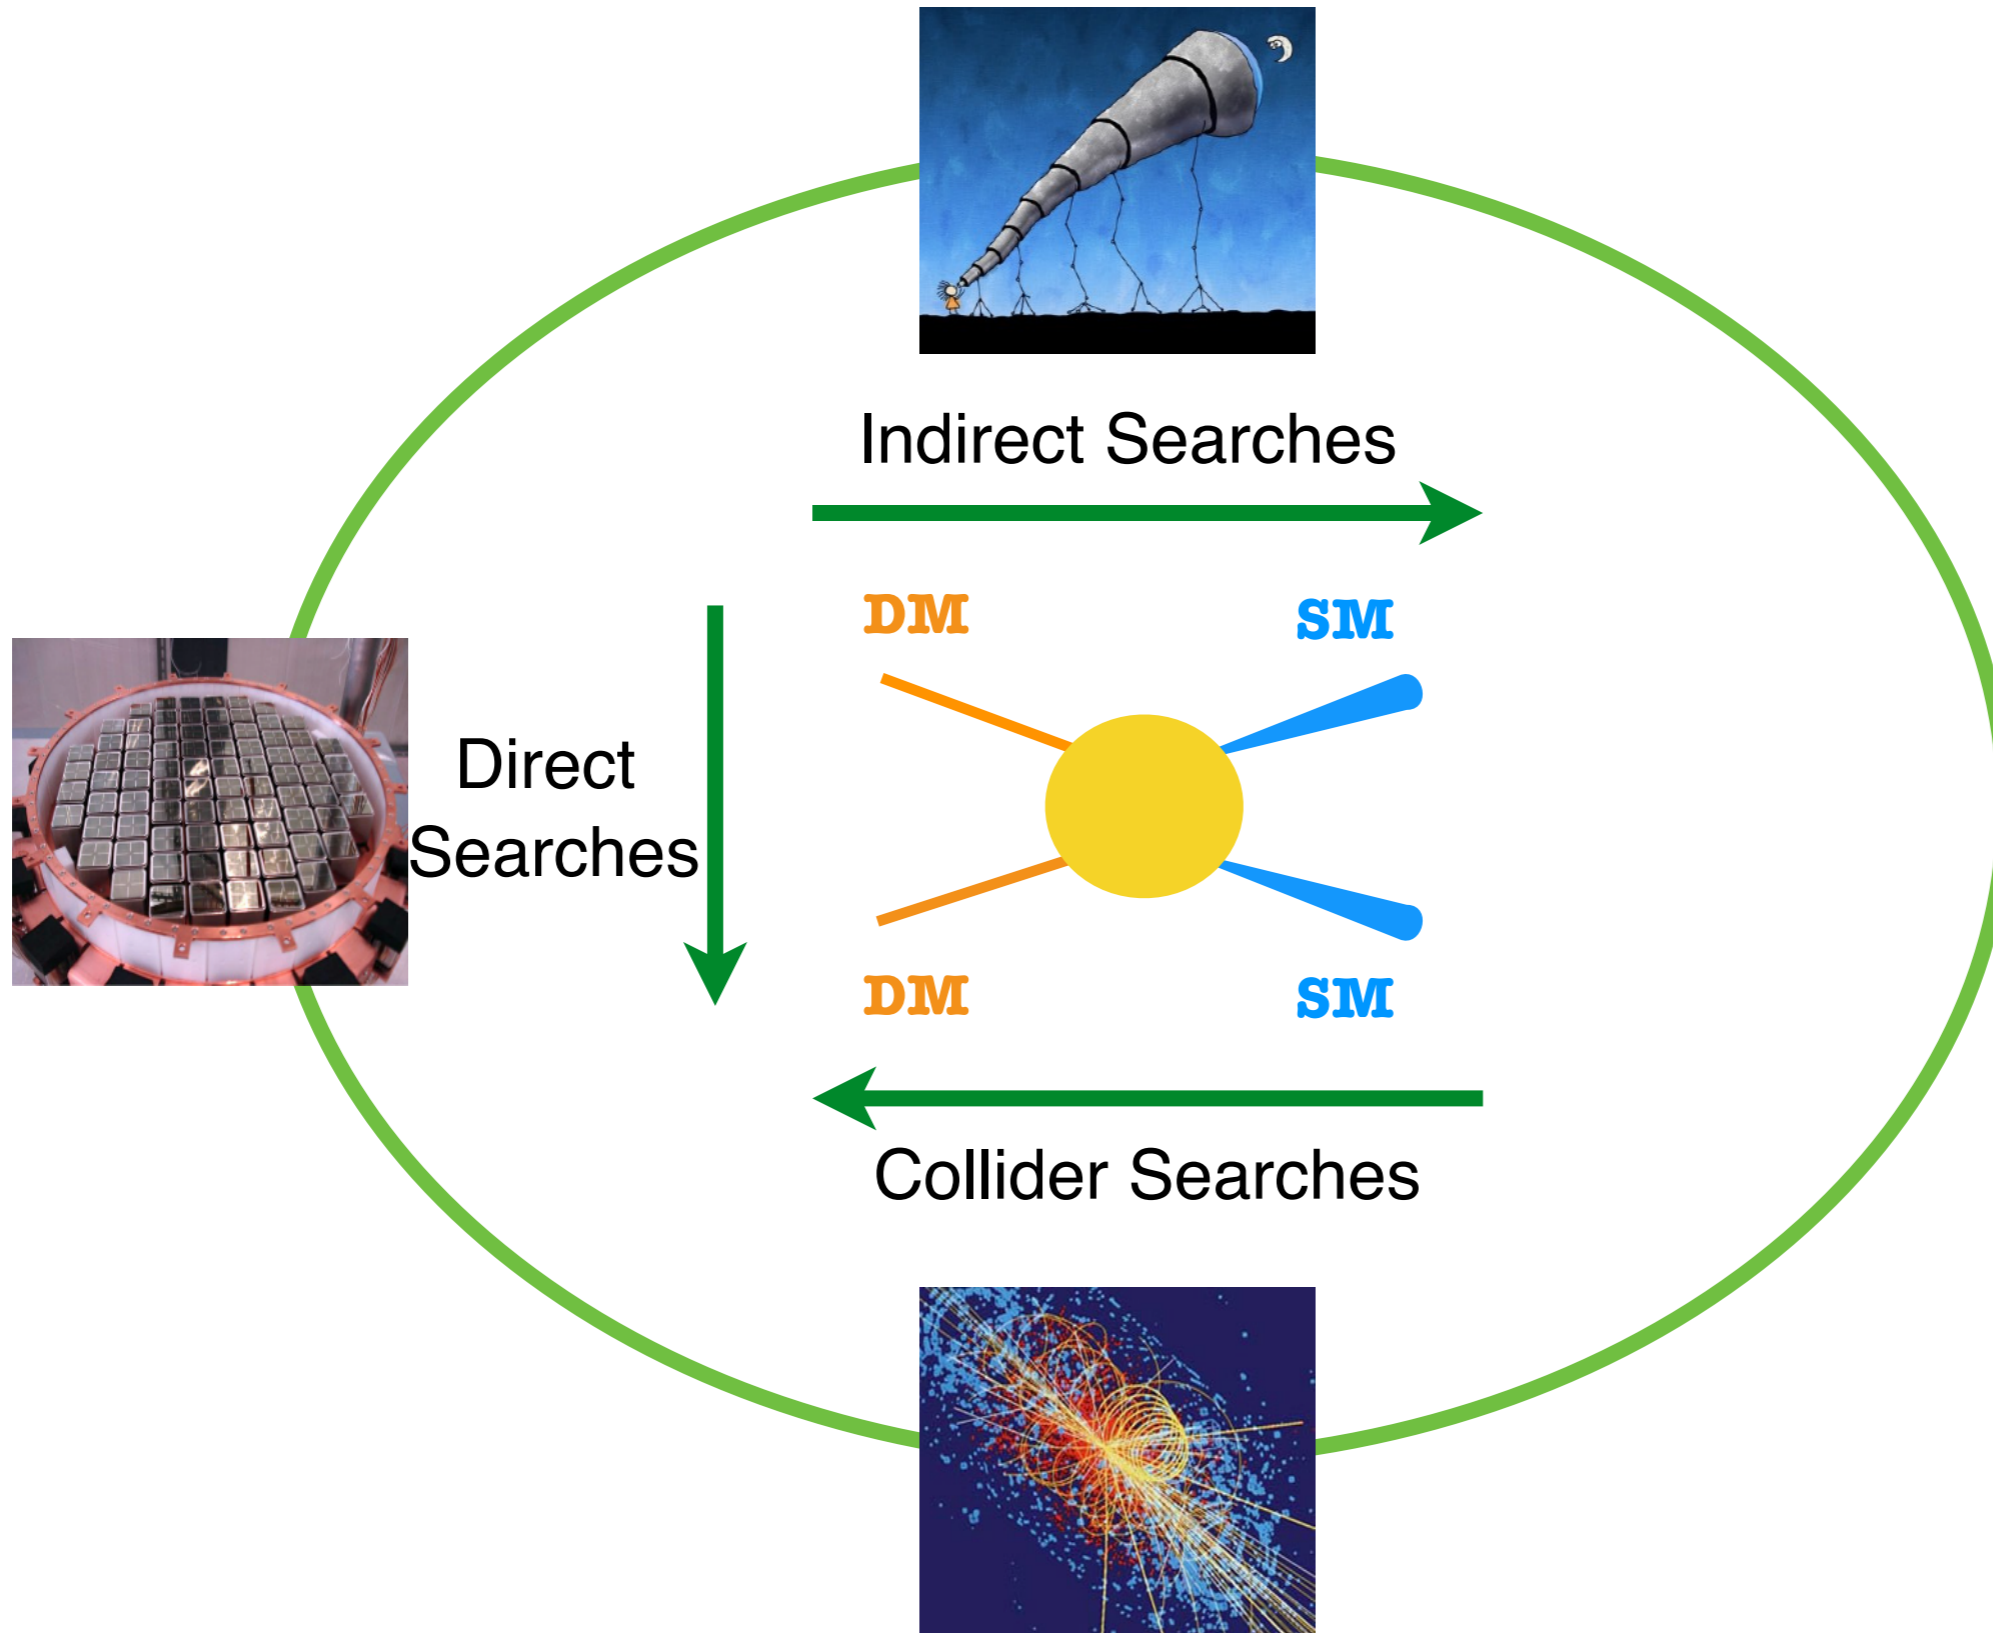 Indirect Searches
DM
SM
Direct
Searches
DM
SM
Collider Searches